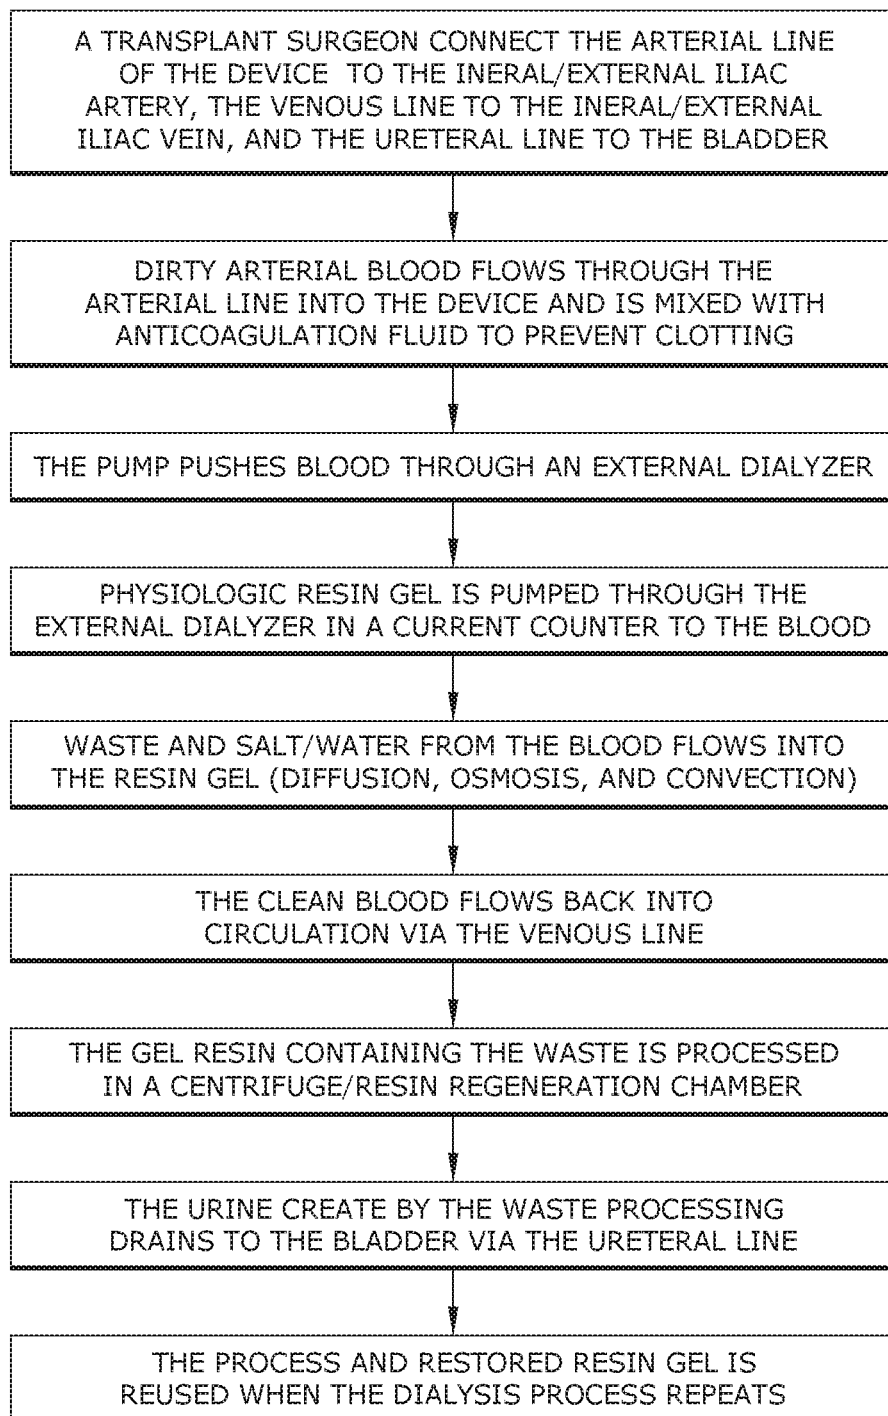 A TRANSPLANT SURGEON CONNECT THE ARTERIAL LINE
OF THE DEVICE TO THE INERAL/EXTERNAL ILIAC
ARTERY, THE VENOUS LINE TO THE INERAL/EXTERNAL
ILIAC VEIN, AND THE URETERAL LINE TO THE BLADDER
DIRTY ARTERIAL BLOOD FLOWS THROUGH THE
ARTERIAL LINE INTO THE DEVICE AND IS MIXED WITH
ANTICOAGULATION FLUID TO PREVENT CLOTTING
THE PUMP PUSHES BLOOD THROUGH AN EXTERNAL DIALYZER
PHYSIOLOGIC RESIN GEL IS PUMPED THROUGH THE
EXTERNAL DIALYZER IN A CURRENT COUNTER TO THE BLOOD
WASTE AND SALT/WATER FROM THE BLOOD FLOWS INTO
THE RESIN GEL (DIFFUSION, OSMOSIS, AND CONVECTION)
THE CLEAN BLOOD FLOWS BACK INTO
CIRCULATION VIA THE VENOUS LINE
THE GEL RESIN CONTAINING THE WASTE IS PROCESSED
IN A CENTRIFUGE/RESIN REGENERATION CHAMBER
THE URINE CREATE BY THE WASTE PROCESSING
DRAINS TO THE BLADDER VIA THE URETERAL LINE
THE PROCESS AND RESTORED RESIN GEL IS
REUSED WHEN THE DIALYSIS PROCESS REPEATS